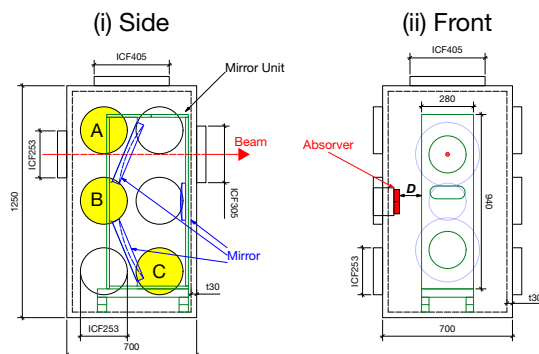 (i) Side
(ii) Front
ICF405
ICF405
Mirror Unit
280
A
Beam
Absorver
ICF253
ICF305
D
B
1250
940
Mirror
C
ICF253
t30
t30
ICF253
700
700